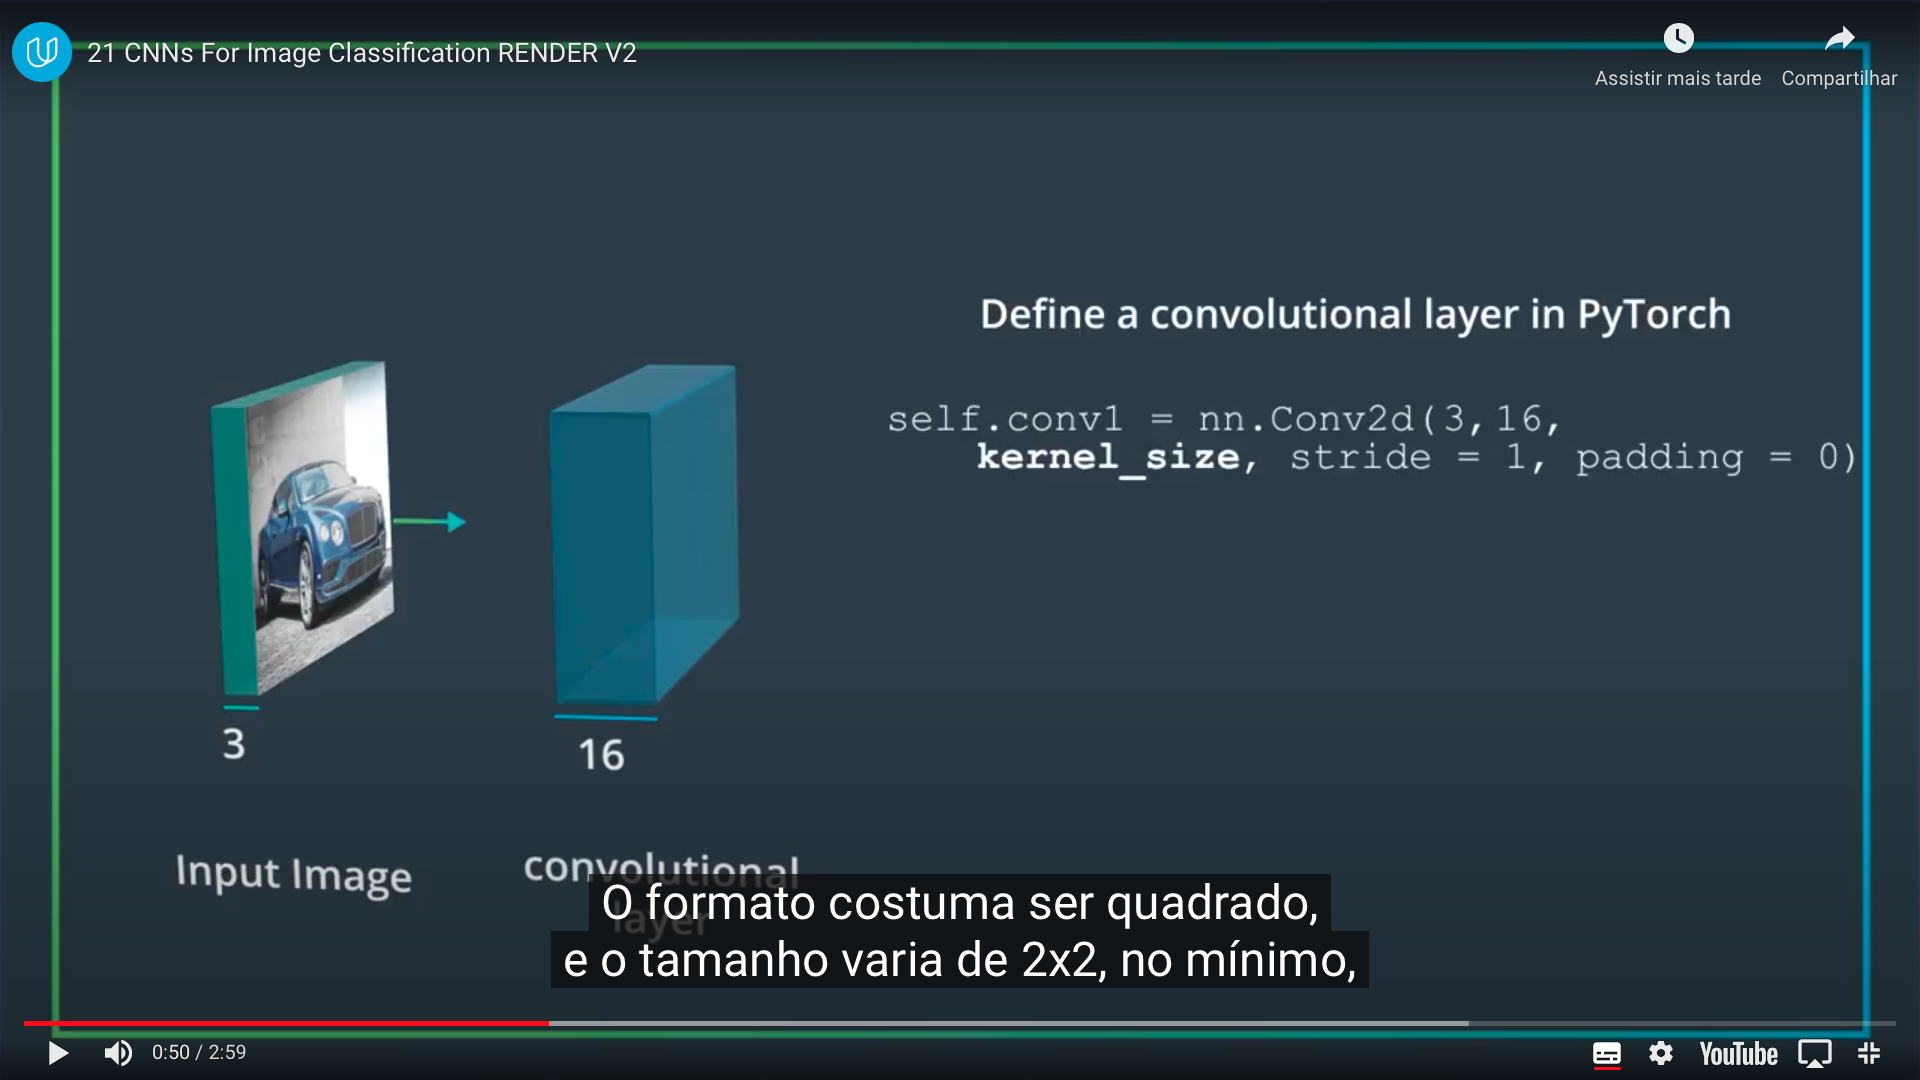 21 CNNs For Image Classification RENDER V2
Assistir mais tarde
Compartilhar
Define a convolutional layer in PyTorch
self.conv1 = nn.Conv2d(3,16,
kernel_size, stride = 1, padding = 0)
3
16
Input Image
convolutional
layer
O formato costuma ser quadrado,
e o tamanho varia de 2x2, no mínimo,
0:50 / 2:59
YouTube